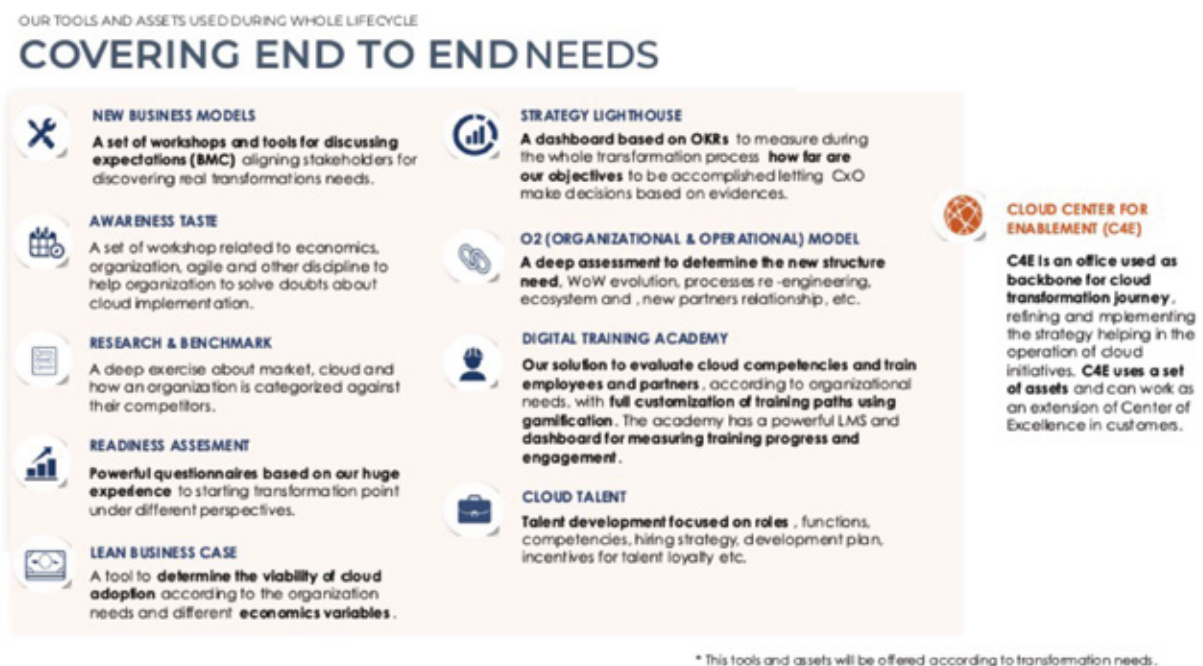 OUR TOOLS AND ASSETS USED DURING WHOLE LIFECYCLE
COVERING END TO END NEEDS
NEW BUSINESS MODELS
A set of workshops and tools for discussing
expectations (BMC) aligning stakeholders for
discovering real transformations needs.
AWARENESS TASTE
A set of workshop related to economics,
organization, agile and other discipline to
help organization to solve doubts about
cloud implementation.
RESEARCH & BENCHMARK
A deep exercise about market, cloud and
how an organization is categorized against
their competitors.
READINESS ASSESMENT
Powerful questionnaires based on our huge
experience to starting transformation point
under different perspectives.
LEAN BUSINESS CASE
A tool to determine the viability of cloud
adoption according to the organization
needs and different economics variables.
STRATEGY LIGHTHOUSE
A dashboard based on OKRs to measure during
the whole transformation process how far are
our objectives to be accomplished letting CxO
make decisions based on evidences.
O2 (ORGANIZATIONAL & OPERATIONAL) MODEL
A deep assessment to determine the new structure
need, WoW evolution, processes re-engineering,
ecosystem and , new partners relationship, etc.
DIGITAL TRAINING ACADEMY
Our solution to evaluate cloud competencies and train
employees and partners, according to organizational
needs, with full customization of training paths using
gamification. The academy has a powerful LMS and
dashboard for measuring training progress and
engagement.
CLOUD TALENT
Talent development focused on roles , functions,
competencies, hiring strategy, development plan,
incentives for talent loyalty etc.
CLOUD CENTER FOR
ENABLEMENT (C4E)
C4E Is an office used as
backbone for cloud
transformation journey,
refining and mplementing
the strategy helping in the
operation of cloud
initiatives. C4E uses a set
of assets and can work as
an extension of Center of
Excellence in customers.
* This tools and assets will be offered according to transformation needs.